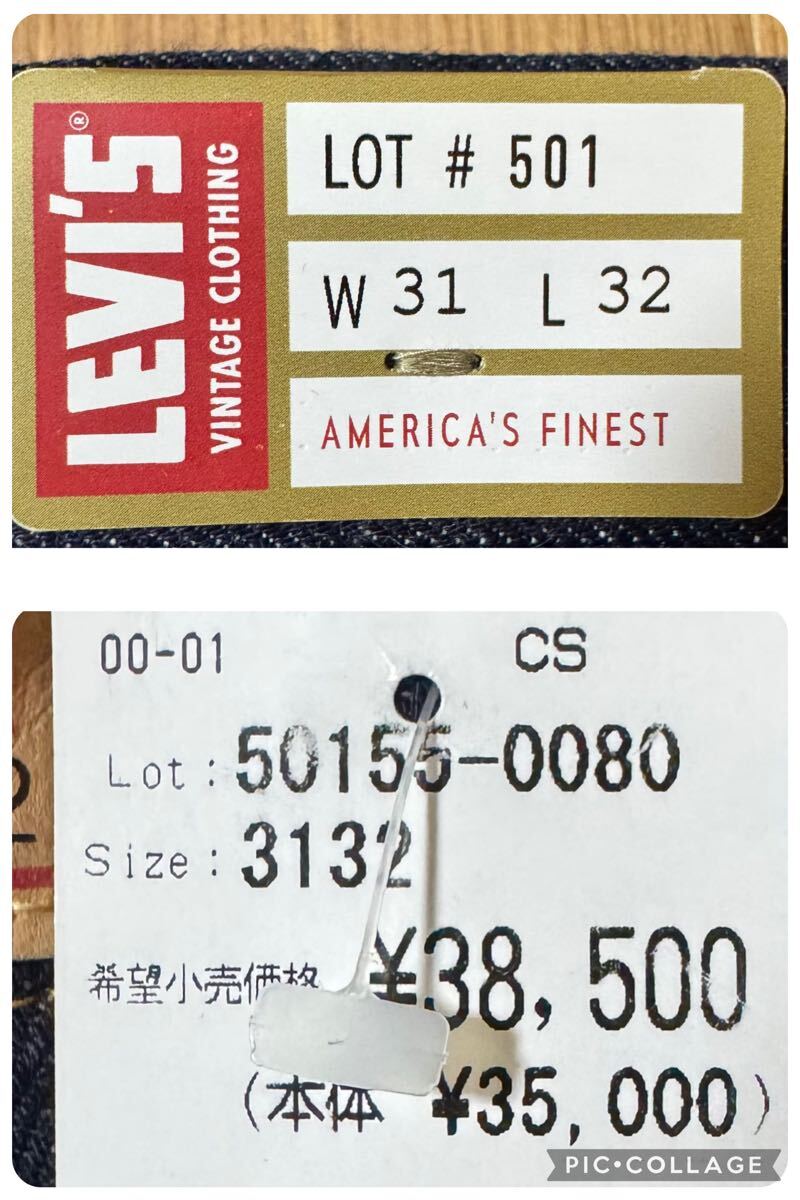 LEVI'S®
VINTAGE CLOTHING
LOT # 501
W 31 L 32
AMERICA'S FINEST
00-01 CS
Lot:50155-0080
Size:3132
希望小売価格 ¥38,500
(本体 ¥35,000)
PIC•COLLAGE